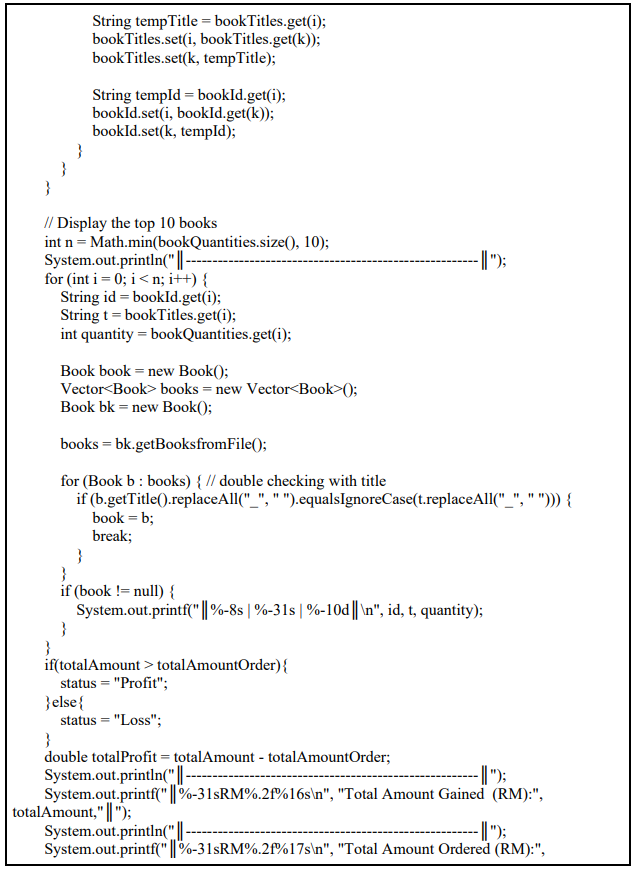 String tempTitle = bookTitles.get(i);
bookTitles.set(i, bookTitles.get(k));
bookTitles.set(k, tempTitle);
String tempId = bookId.get(i);
bookId.set(i, bookId.get(k));
bookId.set(k, tempId);
}
}
}
// Display the top 10 books
int n = Math.min(bookQuantities.size(), 10);
System.out.println("║-------------------------------------------------------║");
for (int i = 0; i < n; i++) {
String id = bookId.get(i);
String t = bookTitles.get(i);
int quantity = bookQuantities.get(i);
Book book = new Book();
Vector<Book> books = new Vector<Book>();
Book bk = new Book();
books = bk.getBooksfromFile();
for (Book b : books) { // double checking with title
if (b.getTitle().replaceAll("_", " ").equalsIgnoreCase(t.replaceAll("_", " "))) {
book = b;
break;
}
}
if (book != null) {
System.out.printf("║%-8s | %-31s | %-10d║\n", id, t, quantity);
}
}
if(totalAmount > totalAmountOrder){
status = "Profit";
}else{
status = "Loss";
}
double totalProfit = totalAmount - totalAmountOrder;
System.out.println("║-------------------------------------------------------║");
System.out.printf("║%-31sRM%.2f%16s\n", "Total Amount Gained  (RM):",
totalAmount,"║");
System.out.println("║-------------------------------------------------------║");
System.out.printf("║%-31sRM%.2f%17s\n", "Total Amount Ordered (RM):",